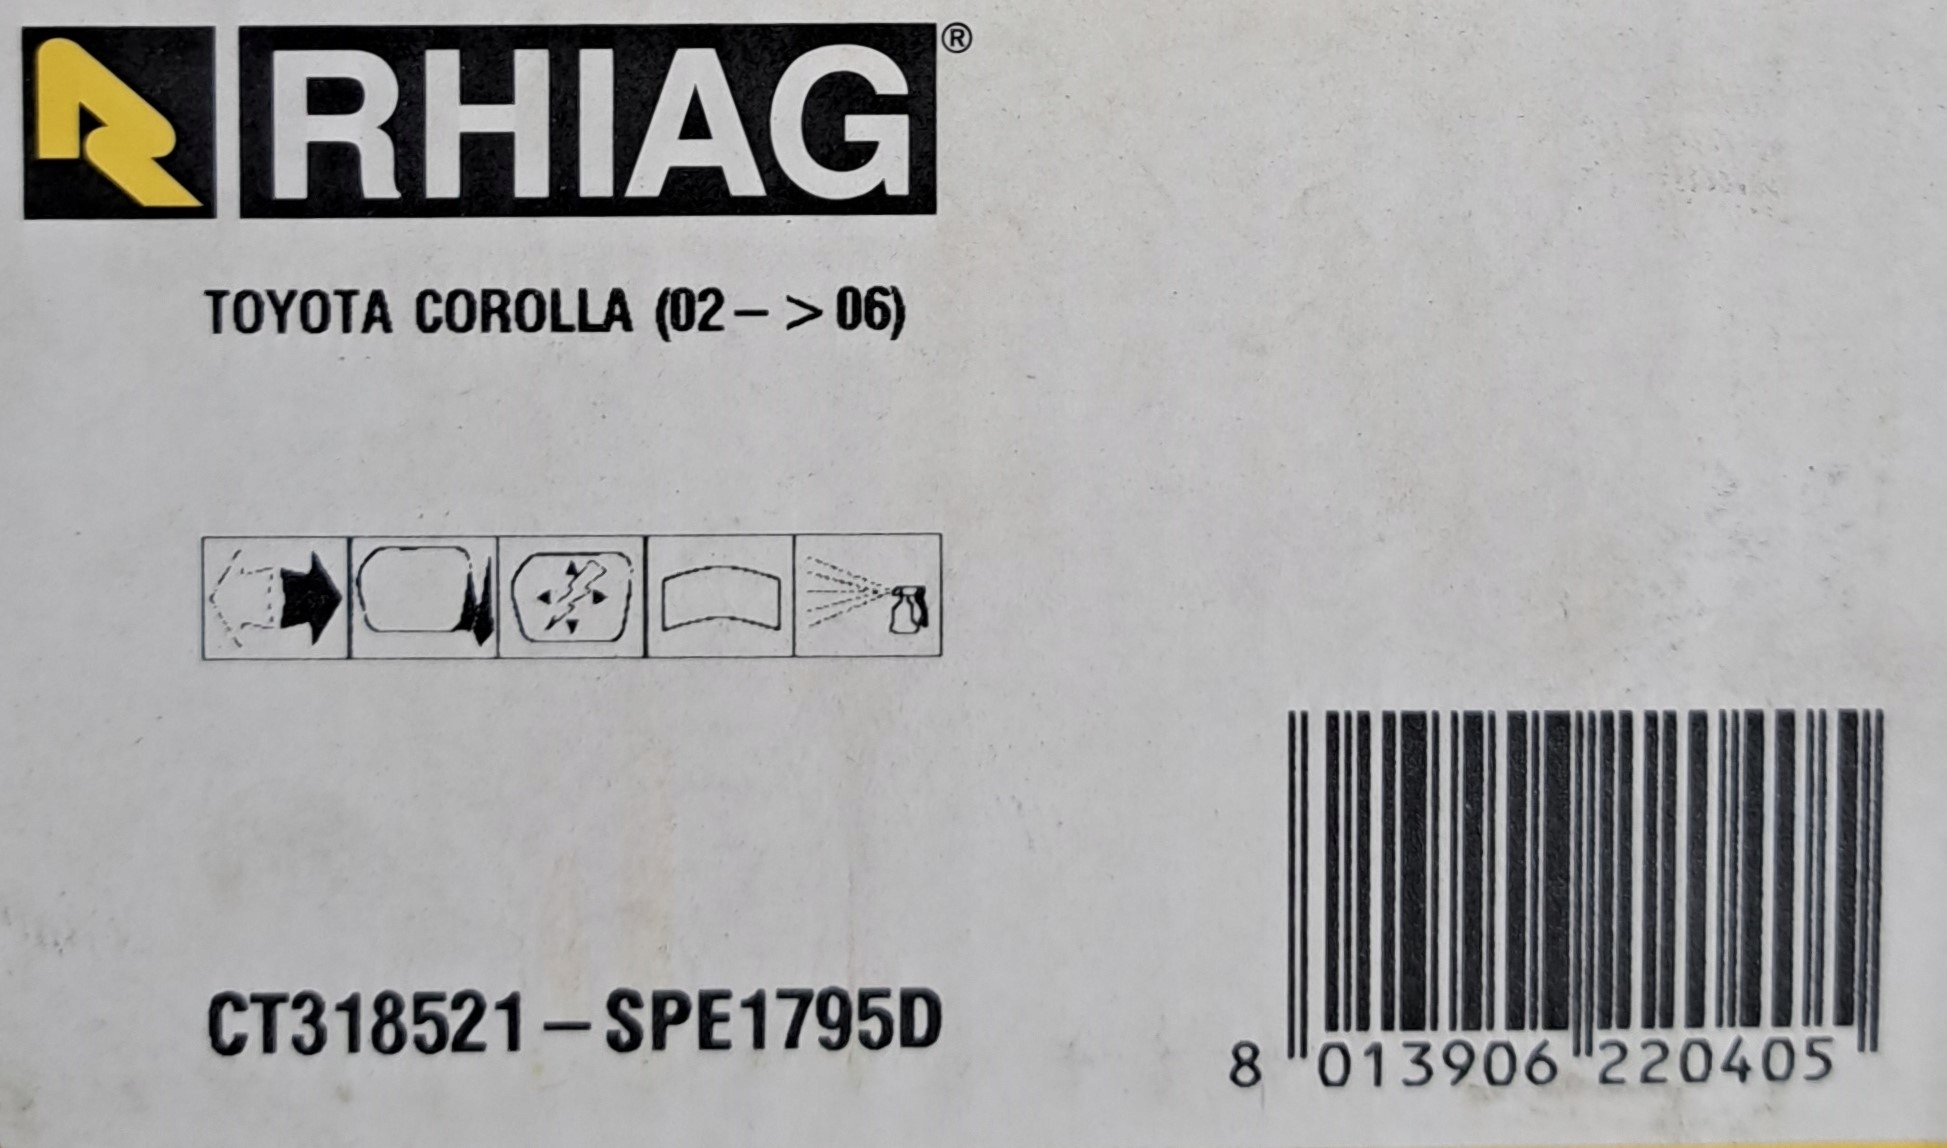 RHIAG®
TOYOTA COROLLA (02-> 06)
CT318521-SPE1795D
8 013906 220405